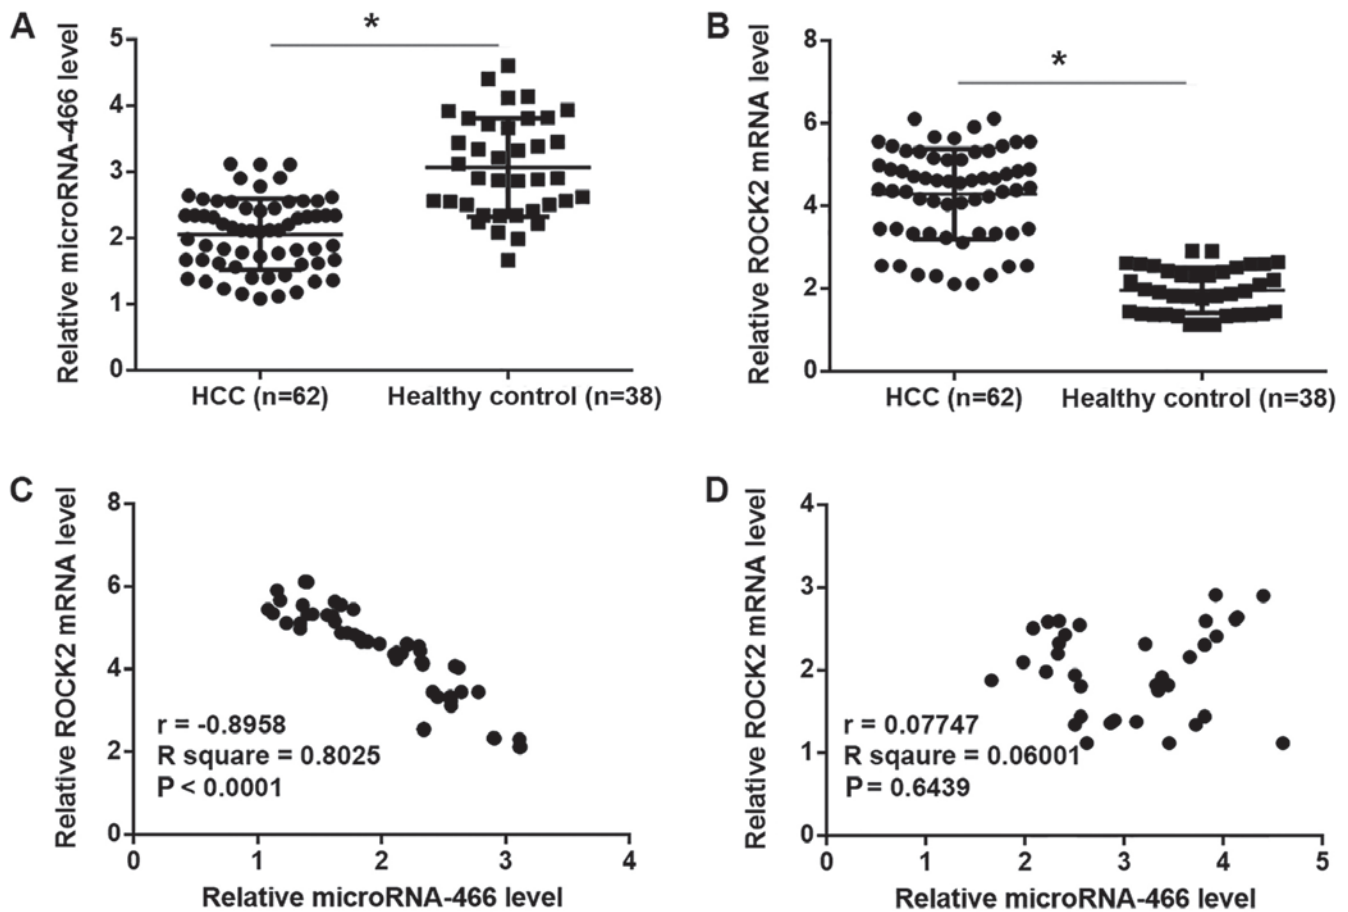 A
Relative microRNA-466 level
5
4
3
2
1
0
*
HCC (n=62)
Healthy control (n=38)
B
Relative ROCK2 mRNA level
8
6
4
2
0
*
HCC (n=62)
Healthy control (n=38)
C
Relative ROCK2 mRNA level
8
6
4
2
0
r = -0.8958
R square = 0.8025
P < 0.0001
0 1 2 3 4
Relative microRNA-466 level
D
Relative ROCK2 mRNA level
4
3
2
1
0
r = 0.07747
R sqaure = 0.06001
P = 0.6439
0 1 2 3 4 5
Relative microRNA-466 level